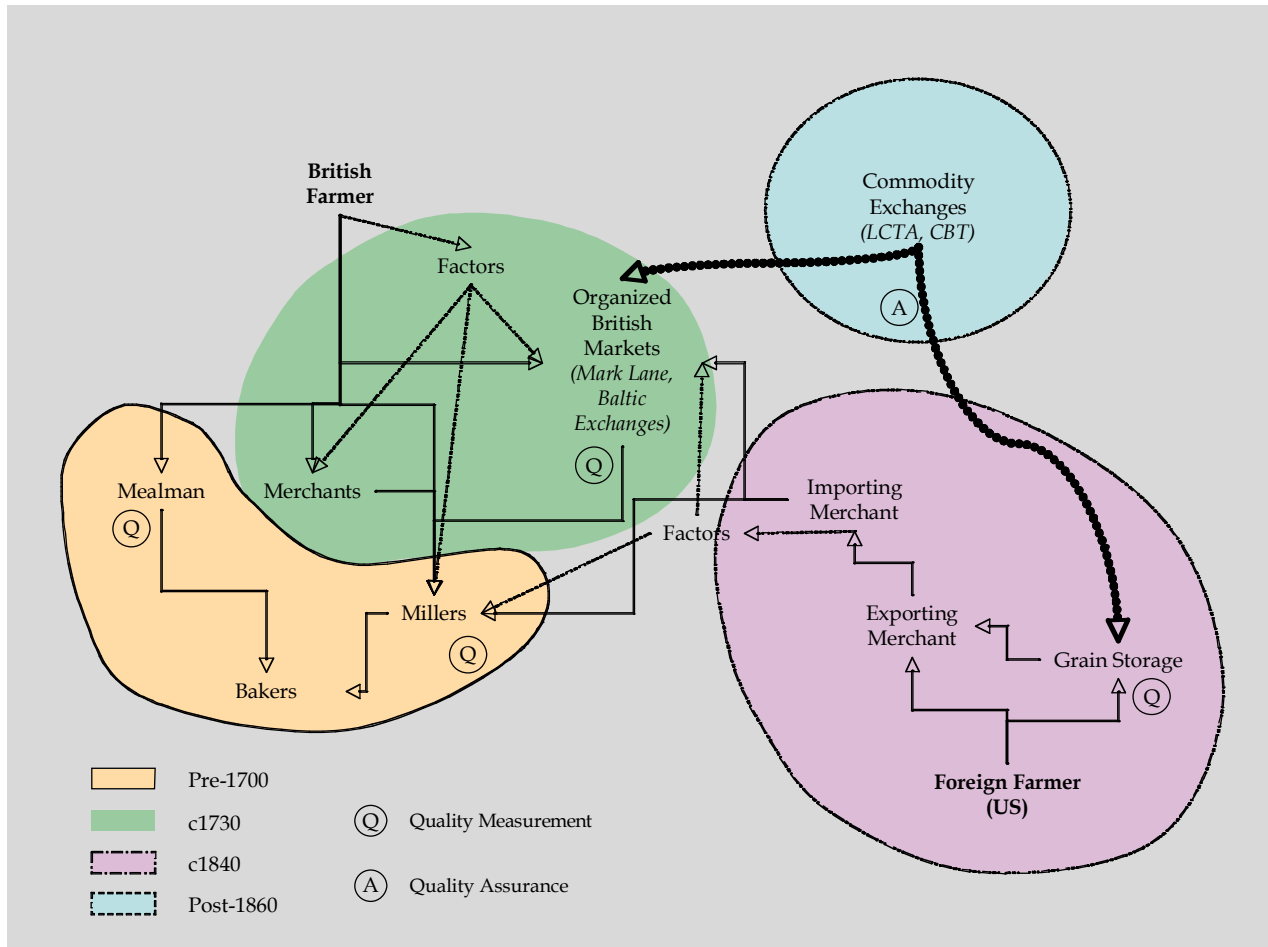 British
Farmer
Commodity
Exchanges
(LCTA, CBT)
A
Factors
Organized
British
Markets
(Mark Lane,
Baltic
Exchanges)
Q
Mealman
Q
Merchants
Importing
Merchant
Factors
Millers
Q
Exporting
Merchant
Grain Storage
Q
Bakers
Foreign Farmer
(US)
Pre-1700
c1730
c1840
Post-1860
Q Quality Measurement
A Quality Assurance